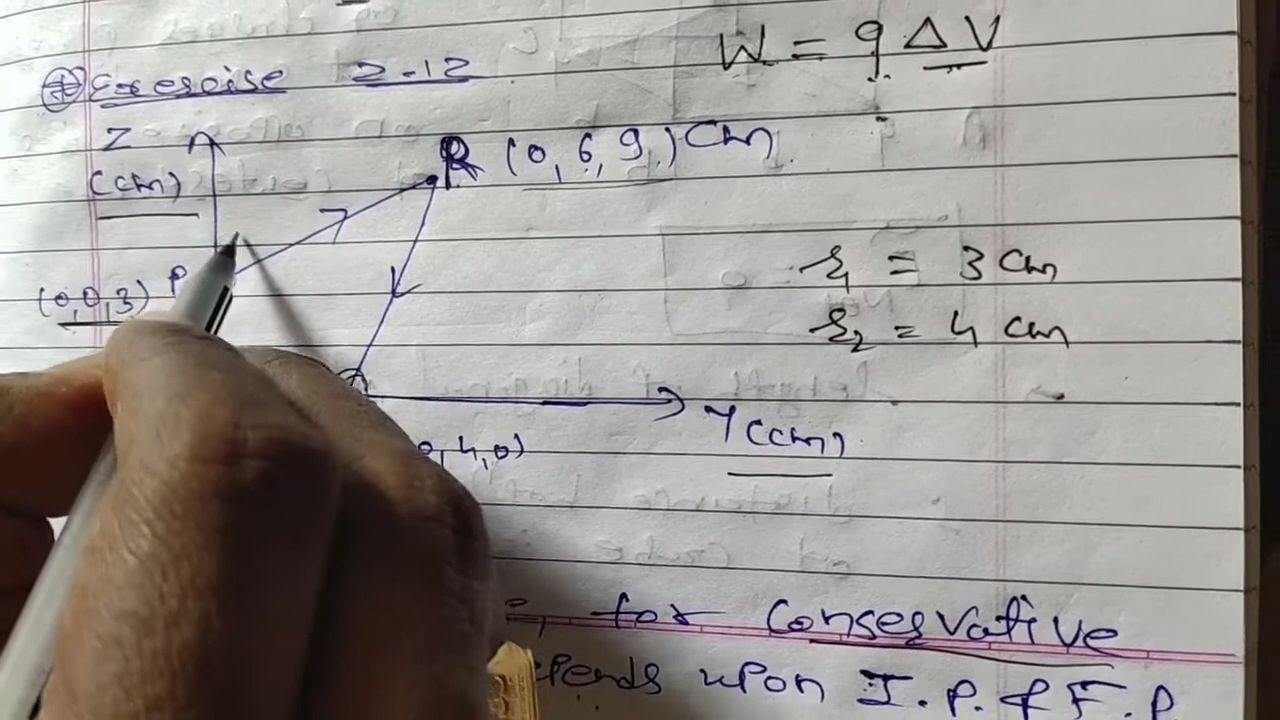 W = q ΔV
Exercise 2-12
Z
(cm)
R (0, 6, 9) cm
P
(0,0,3)
r1 = 3 cm
r2 = 4 cm
Y (cm)
0, 4, 0)
for Conservative
upon I.P. & F.P